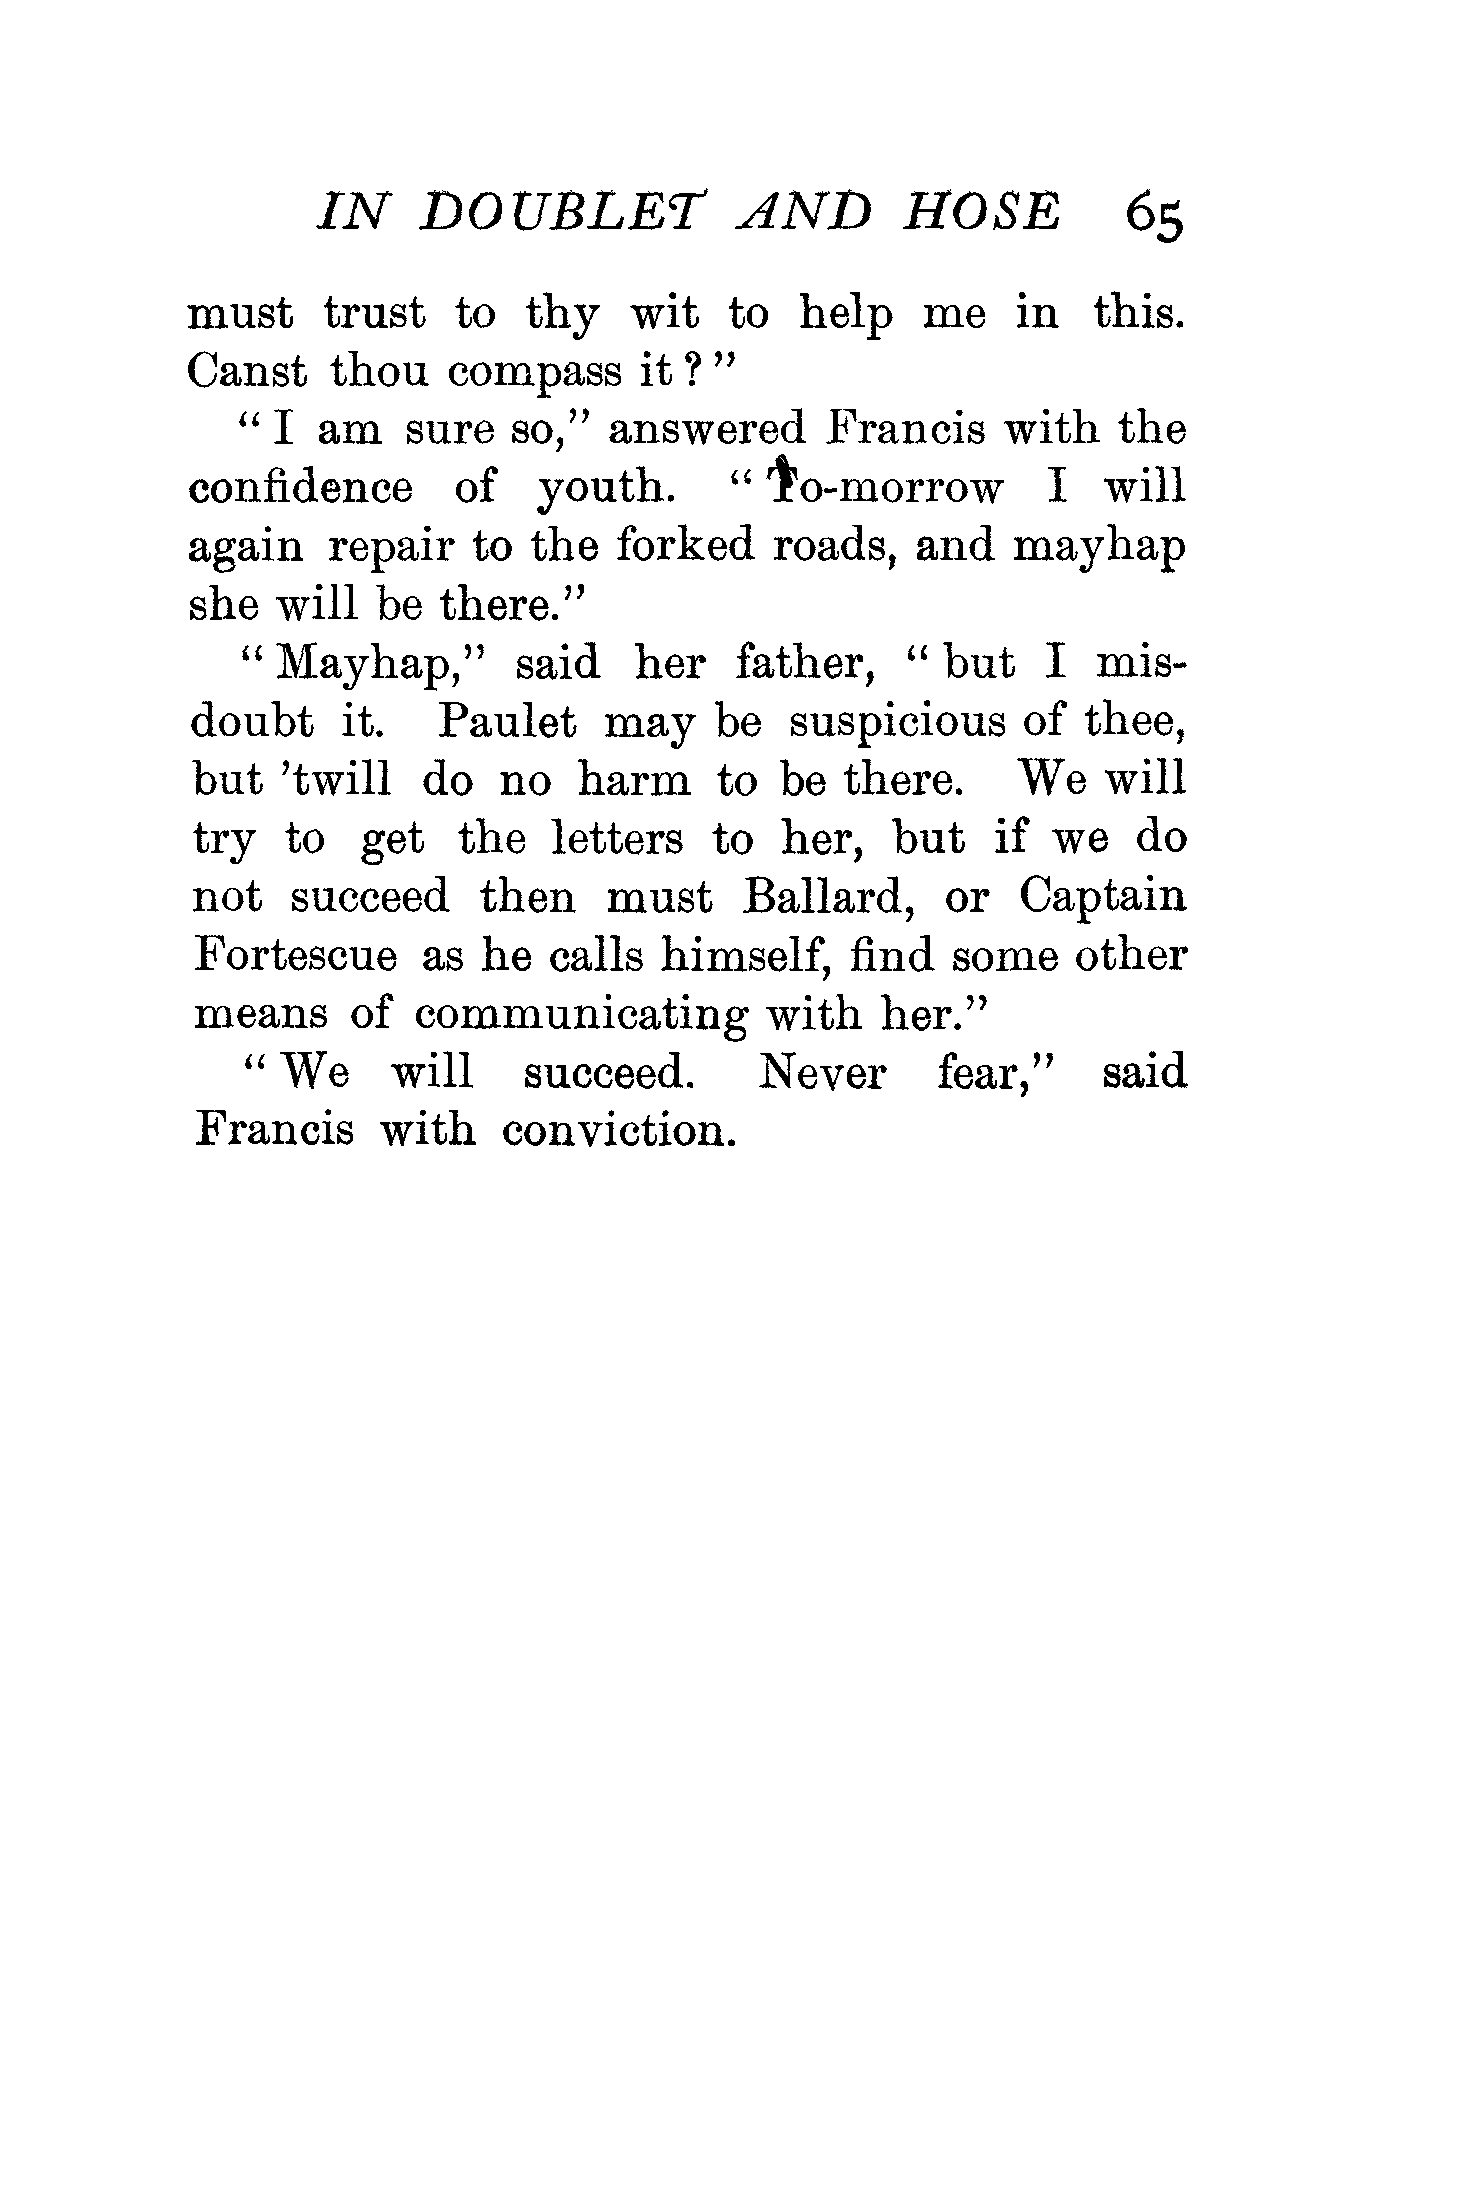 IN DOUBLET AND HOSE 65
must trust to thy wit to help me in this.
Canst thou compass it?"
"I am sure so," answered Francis with the
confidence of youth. "To-morrow I will
again repair to the forked roads, and mayhap
she will be there."
"Mayhap," said her father, "but I mis-
doubt it. Paulet may be suspicious of thee,
but 'twill do no harm to be there. We will
try to get the letters to her, but if we do
not succeed then must Ballard, or Captain
Fortescue as he calls himself, find some other
means of communicating with her."
"We will succeed. Never fear," said
Francis with conviction.